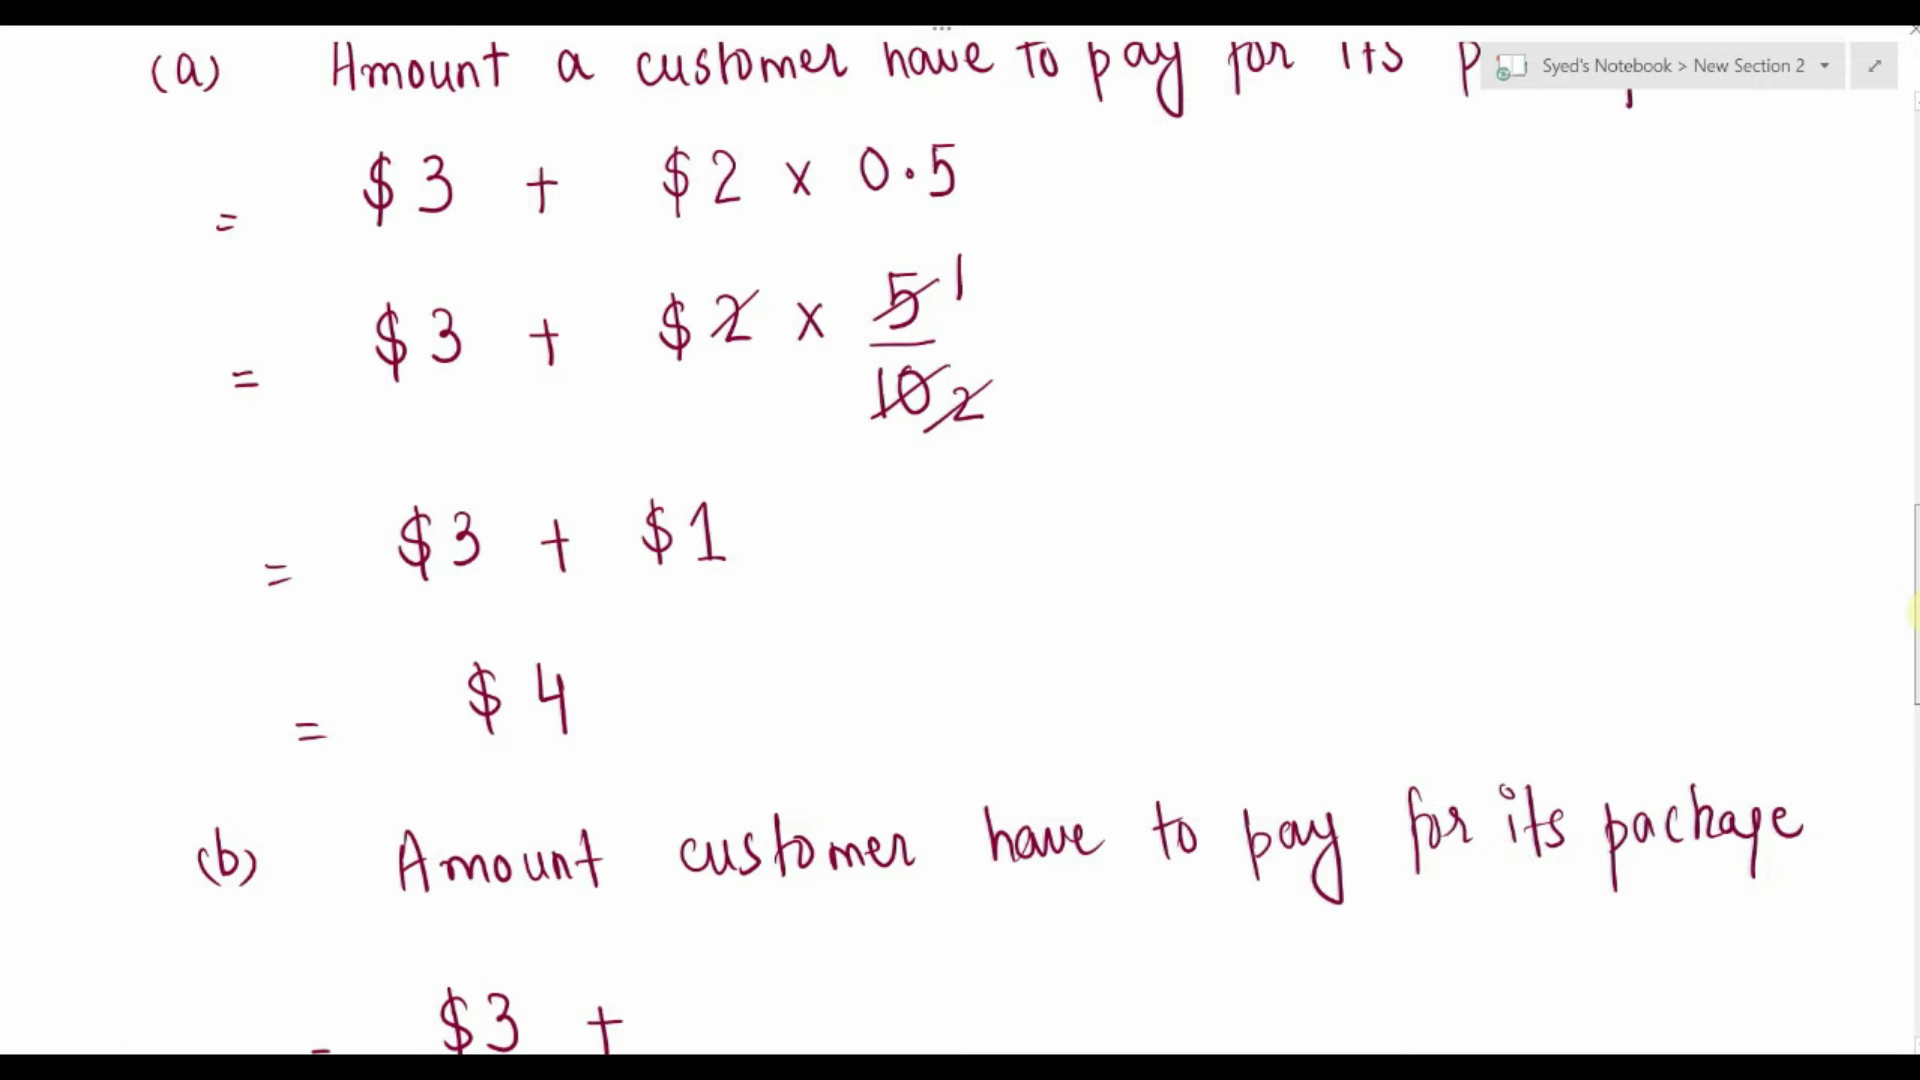 (a) Amount a customer have to pay for its
Syed's Notebook > New Section 2
= $3 + $2 × 0.5
= $3 + $2 × 5/10 1 2
= $3 + $1
= $4
(b) Amount customer have to pay for its package
= $3 +